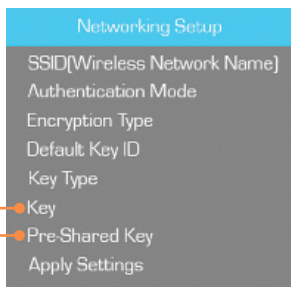 Networking Setup
SSID(Wireless Network Name)
Authentication Mode
Encryption Type
Default Key ID
Key Type
Key
Pre-Shared Key
Apply Settings